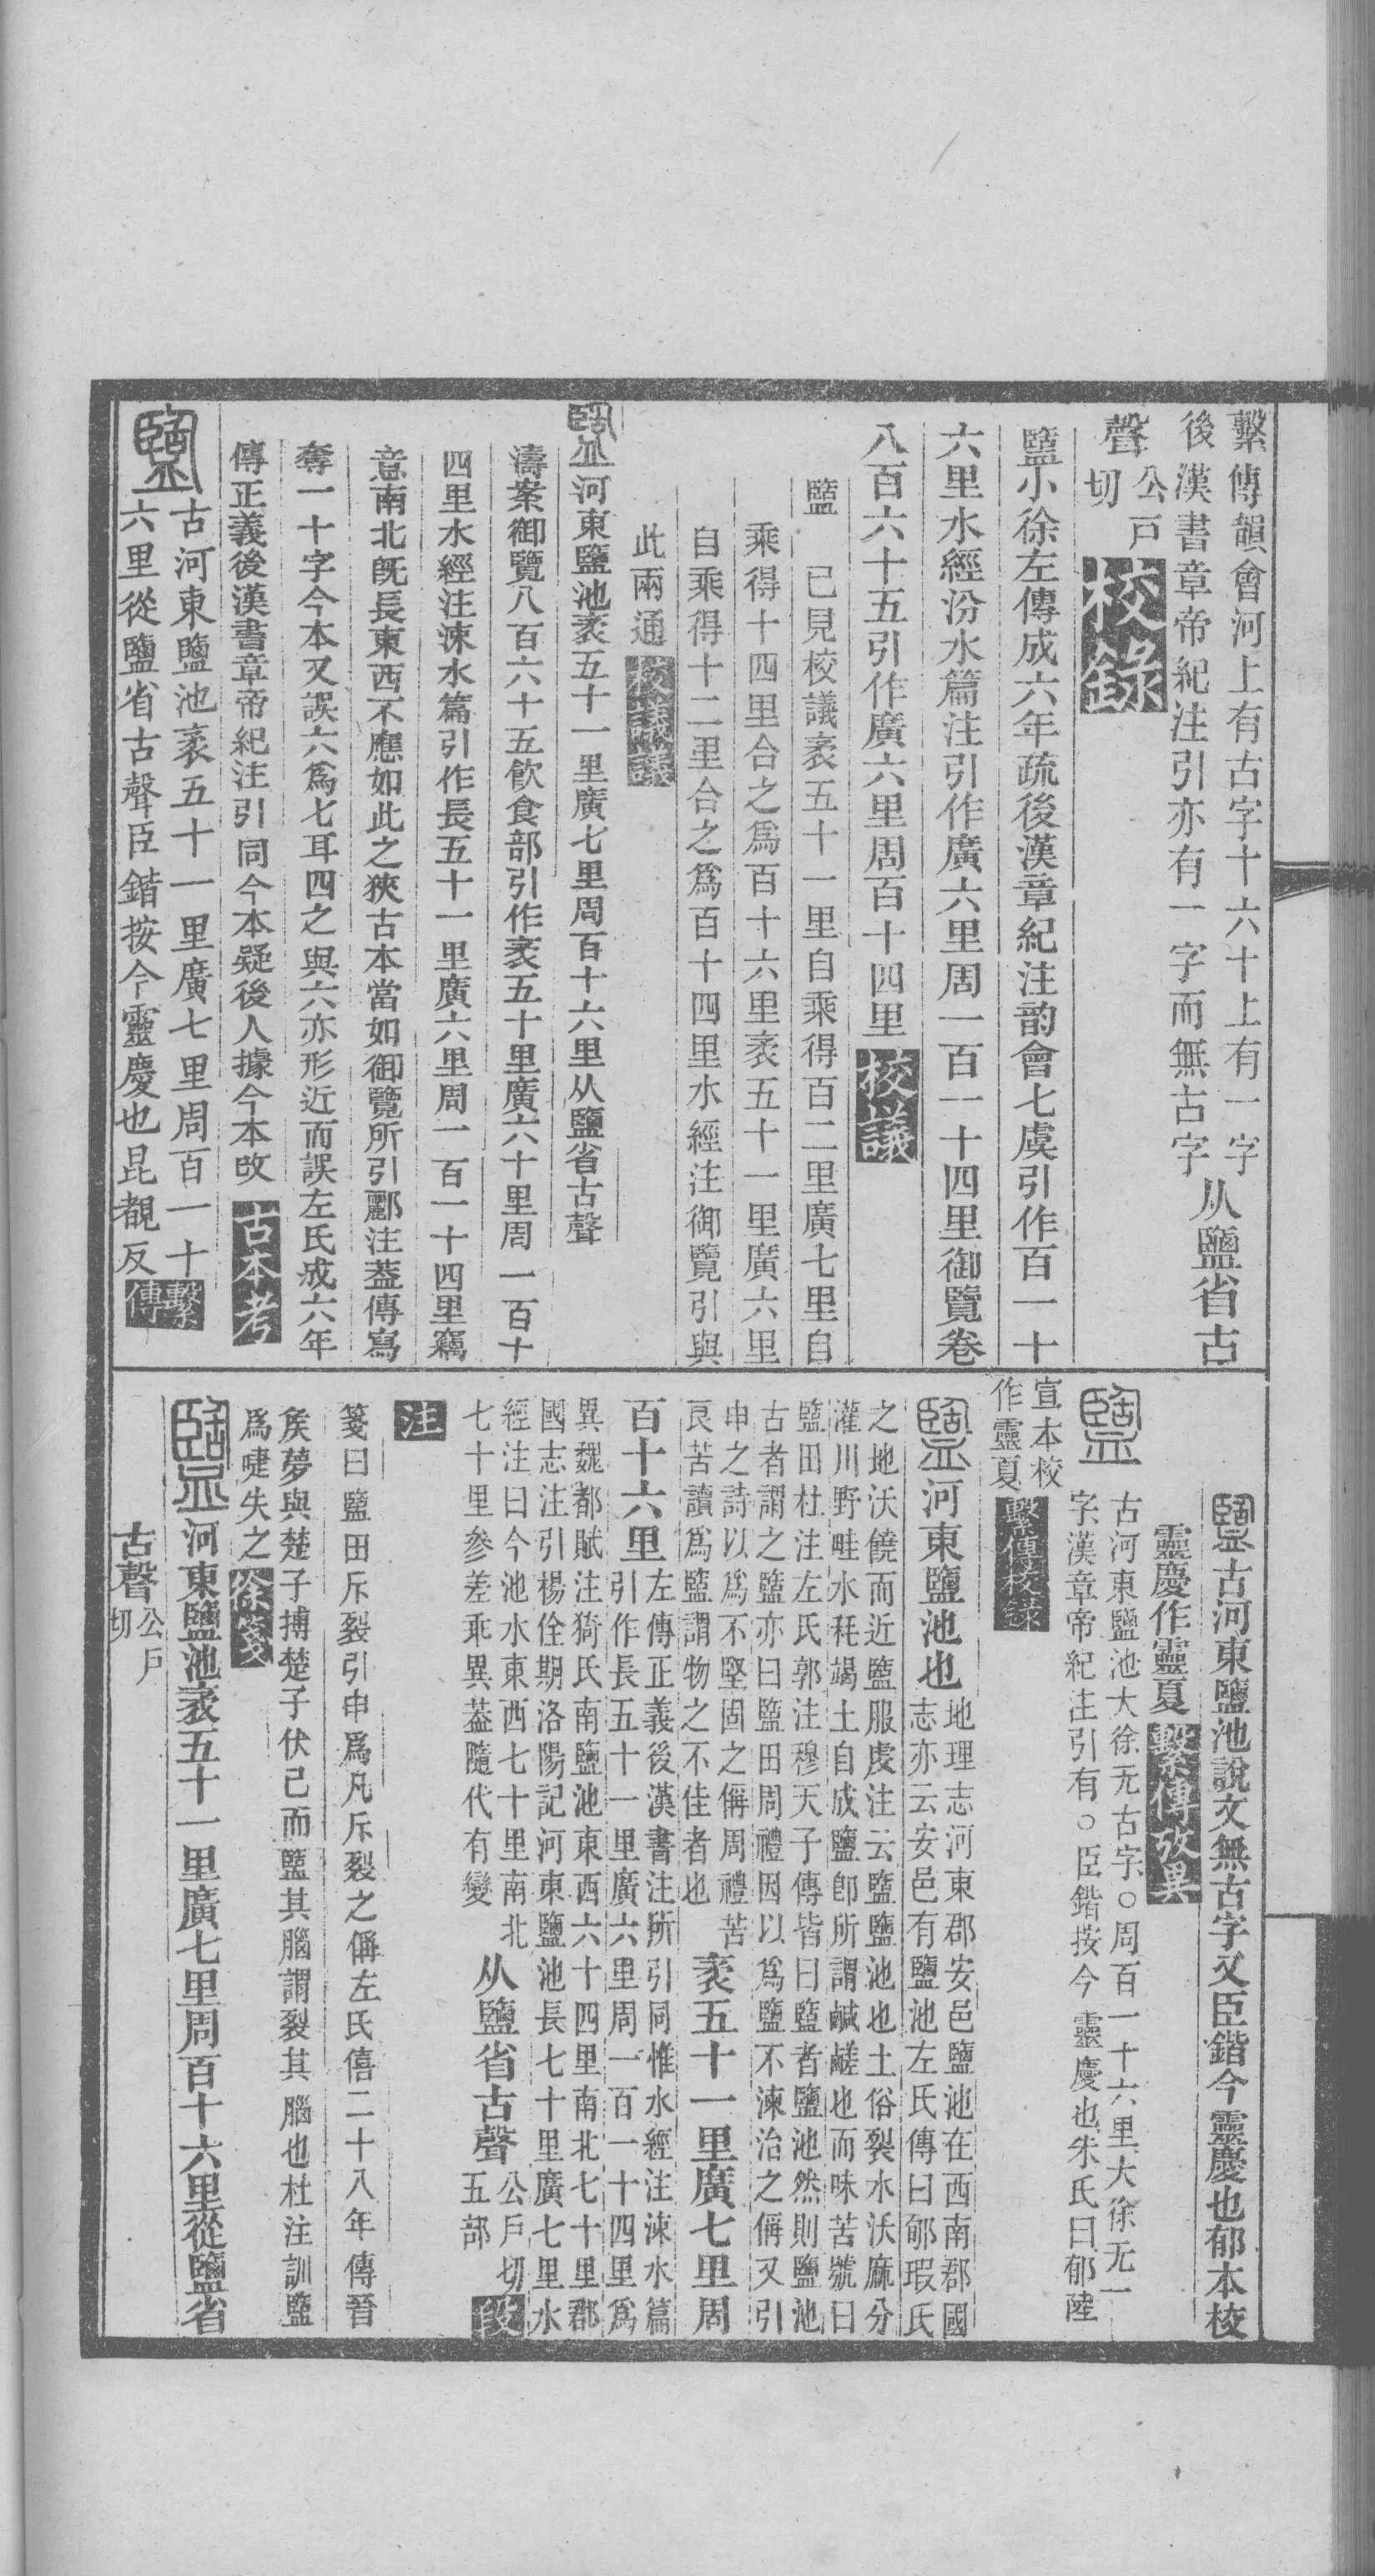 繫傳韻會河上有古字十六十上有一字
後漢書章帝紀注引亦有一字而無古字
从鹽省古
聲
公戶
切
校錄
盬小徐左傳成六年疏後漢章紀注韵會七虞引作百一十
六里水經汾水篇注引作廣六里周一百一十四里御覽卷
八百六十五引作廣六里周百十四里
校議
盬
已見校議袤五十一里自乘得百二里廣七里自
乘得十四里合之爲百十六里袤五十一里廣六里
自乘得十二里合之爲百十四里水經注御覽引與
此兩通
校議議
盬河東鹽池袤五十一里廣七里周百十六里从鹽省古聲
濤案御覽八百六十五飲食部引作袤五十里廣六十里周一百十
四里水經注涑水篇引作長五十一里廣六里周一百一十四里竊
意南北旣長東西不應如此之狹古本當如御覽所引酈注葢傳寫
奪一十字今本又誤六爲七耳四之與六亦形近而誤左氏成六年
傳正義後漢書章帝紀注引同今本疑後人據今本改
古本考
盬
古河東鹽池袤五十一里廣七里周百一十
六里從鹽省古聲臣鍇按今靈慶也昆覩反
繫傳
盬古河東鹽池說文無古字又臣鍇今靈慶也郁本校
靈慶作靈夏
繫傳攷異
盬
古河東鹽池大徐无古字○周百一十六里大徐无一
字漢章帝紀注引有○臣鍇按今靈慶也朱氏曰郁陸
宣本校
作靈夏
繫傳校錄
盬河東鹽池也
地理志河東郡安邑鹽池在西南郡國
志亦云安邑有鹽池左氏傳曰郇瑕氏
之地沃饒而近盬服虔注云盬鹽池也土俗裂水沃麻分
灌川野畦水耗竭土自成鹽卽所謂鹹鹺也而味苦號曰
盬田杜注左氏郭注穆天子傳皆曰盬者鹽池然則鹽池
古者謂之盬亦曰盬田周禮因以爲鹽不湅治之偁又引
申之詩以爲不堅固之偁周禮苦
良苦讀爲盬謂物之不佳者也
袤五十一里廣七里周
百十六里
左傳正義後漢書注所引同惟水經注涑水篇
引作長五十一里廣六里周一百一十四里爲
異魏都賦注猗氏南鹽池東西六十四里南北七十里郡
國志注引楊佺期洛陽記河東鹽池長七十里廣七里水
經注曰今池水東西七十里南北
七十里參差乖異葢隨代有變
从鹽省古聲
公戶切
五部
段
注
箋曰盬田斥裂引申爲凡斥裂之偁左氏僖二十八年傳晉
矦夢與楚子搏楚子伏己而盬其腦謂裂其腦也杜注訓盬
爲啑失之
徐箋
盬河東鹽池袤五十一里廣七里周百十六里從鹽省
古聲
公戶
切